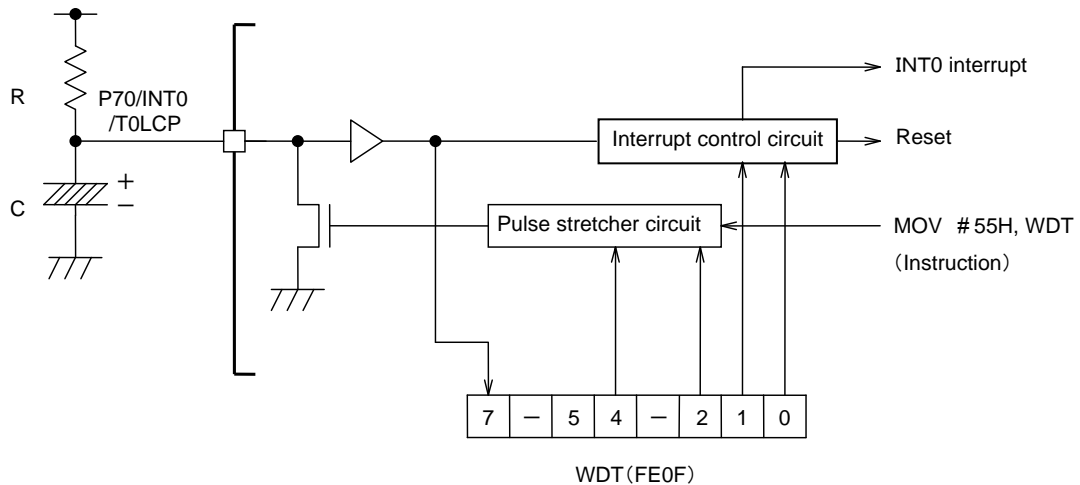 INT0 interrupt
R
P70/INT0
/T0LCP
Interrupt control circuit
Reset
+
−
C
Pulse stretcher circuit
MOV #55H, WDT
(Instruction)
7 − 5 4 − 2 1 0
WDT(FE0F)